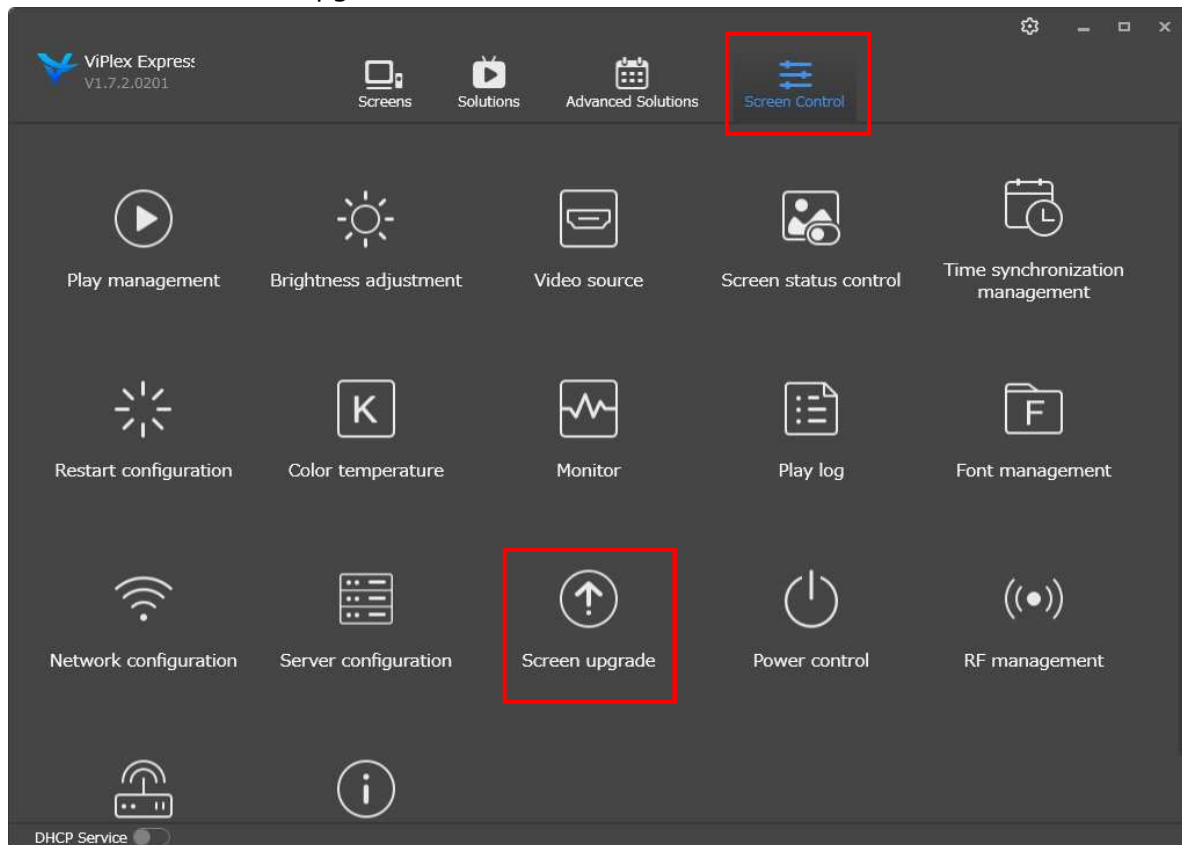 ViPlex Express
V1.7.2.0201
Screens
Solutions
Advanced Solutions
Screen Control
Play management
Brightness adjustment
Video source
Screen status control
Time synchronization
management
Restart configuration
K
Color temperature
Monitor
Play log
F
Font management
Network configuration
Server configuration
Screen upgrade
Power control
RF management
i
DHCP Service